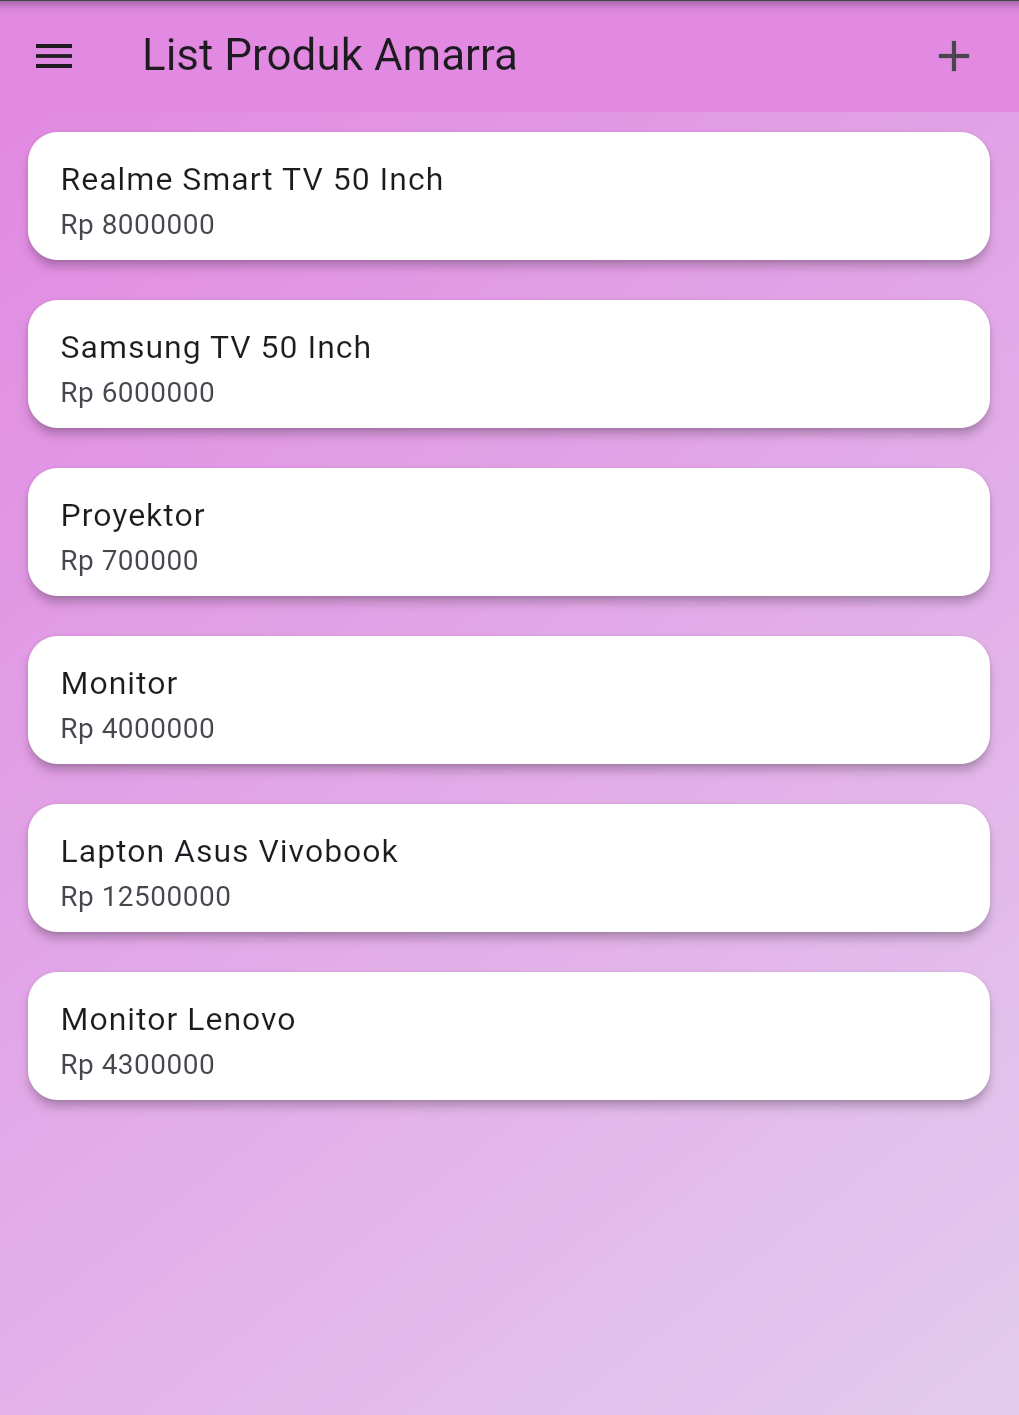 List Produk Amarra
Realme Smart TV 50 Inch
Rp 8000000
Samsung TV 50 Inch
Rp 6000000
Proyektor
Rp 700000
Monitor
Rp 4000000
Lapton Asus Vivobook
Rp 12500000
Monitor Lenovo
Rp 4300000